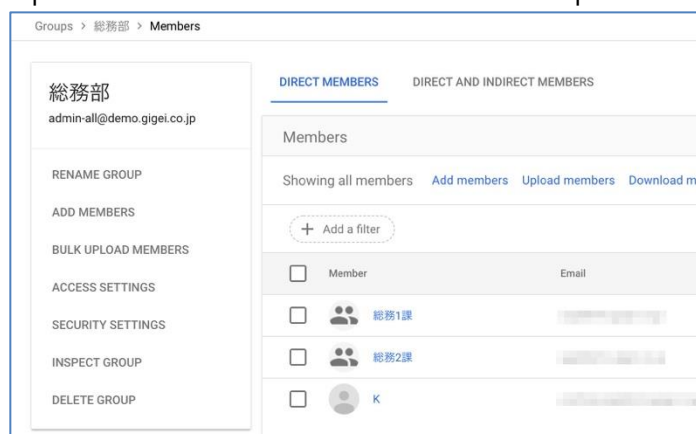 Groups > 総務部 > Members
総務部
admin-all@demo.gigei.co.jp
RENAME GROUP
ADD MEMBERS
BULK UPLOAD MEMBERS
ACCESS SETTINGS
SECURITY SETTINGS
INSPECT GROUP
DELETE GROUP
DIRECT MEMBERS DIRECT AND INDIRECT MEMBERS
Members
Showing all members Add members Upload members Download m
+ Add a filter
Member Email
総務1課
総務2課
K